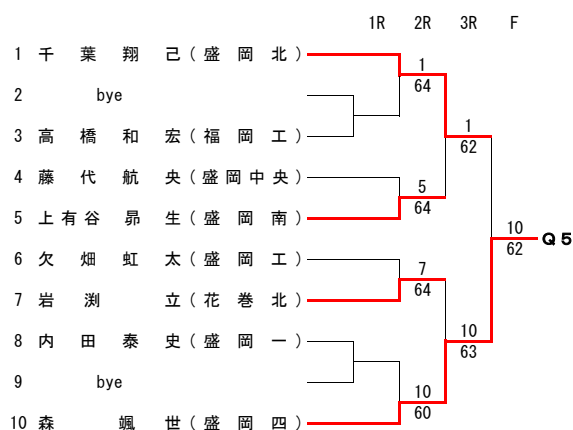 1R 2R 3R F
1 千葉翔己(盛岡北)
1
64
2 bye
1
62
3 高橋和宏(福岡工)
4 藤代航央(盛岡中央)
5
64
5 上有谷昴生(盛岡南)
10
62
Q5
6 欠畑虹太(盛岡工)
7
64
7 岩渕立(花巻北)
8 内田泰史(盛岡一)
10
63
9 bye
10
60
10 森颯世(盛岡四)